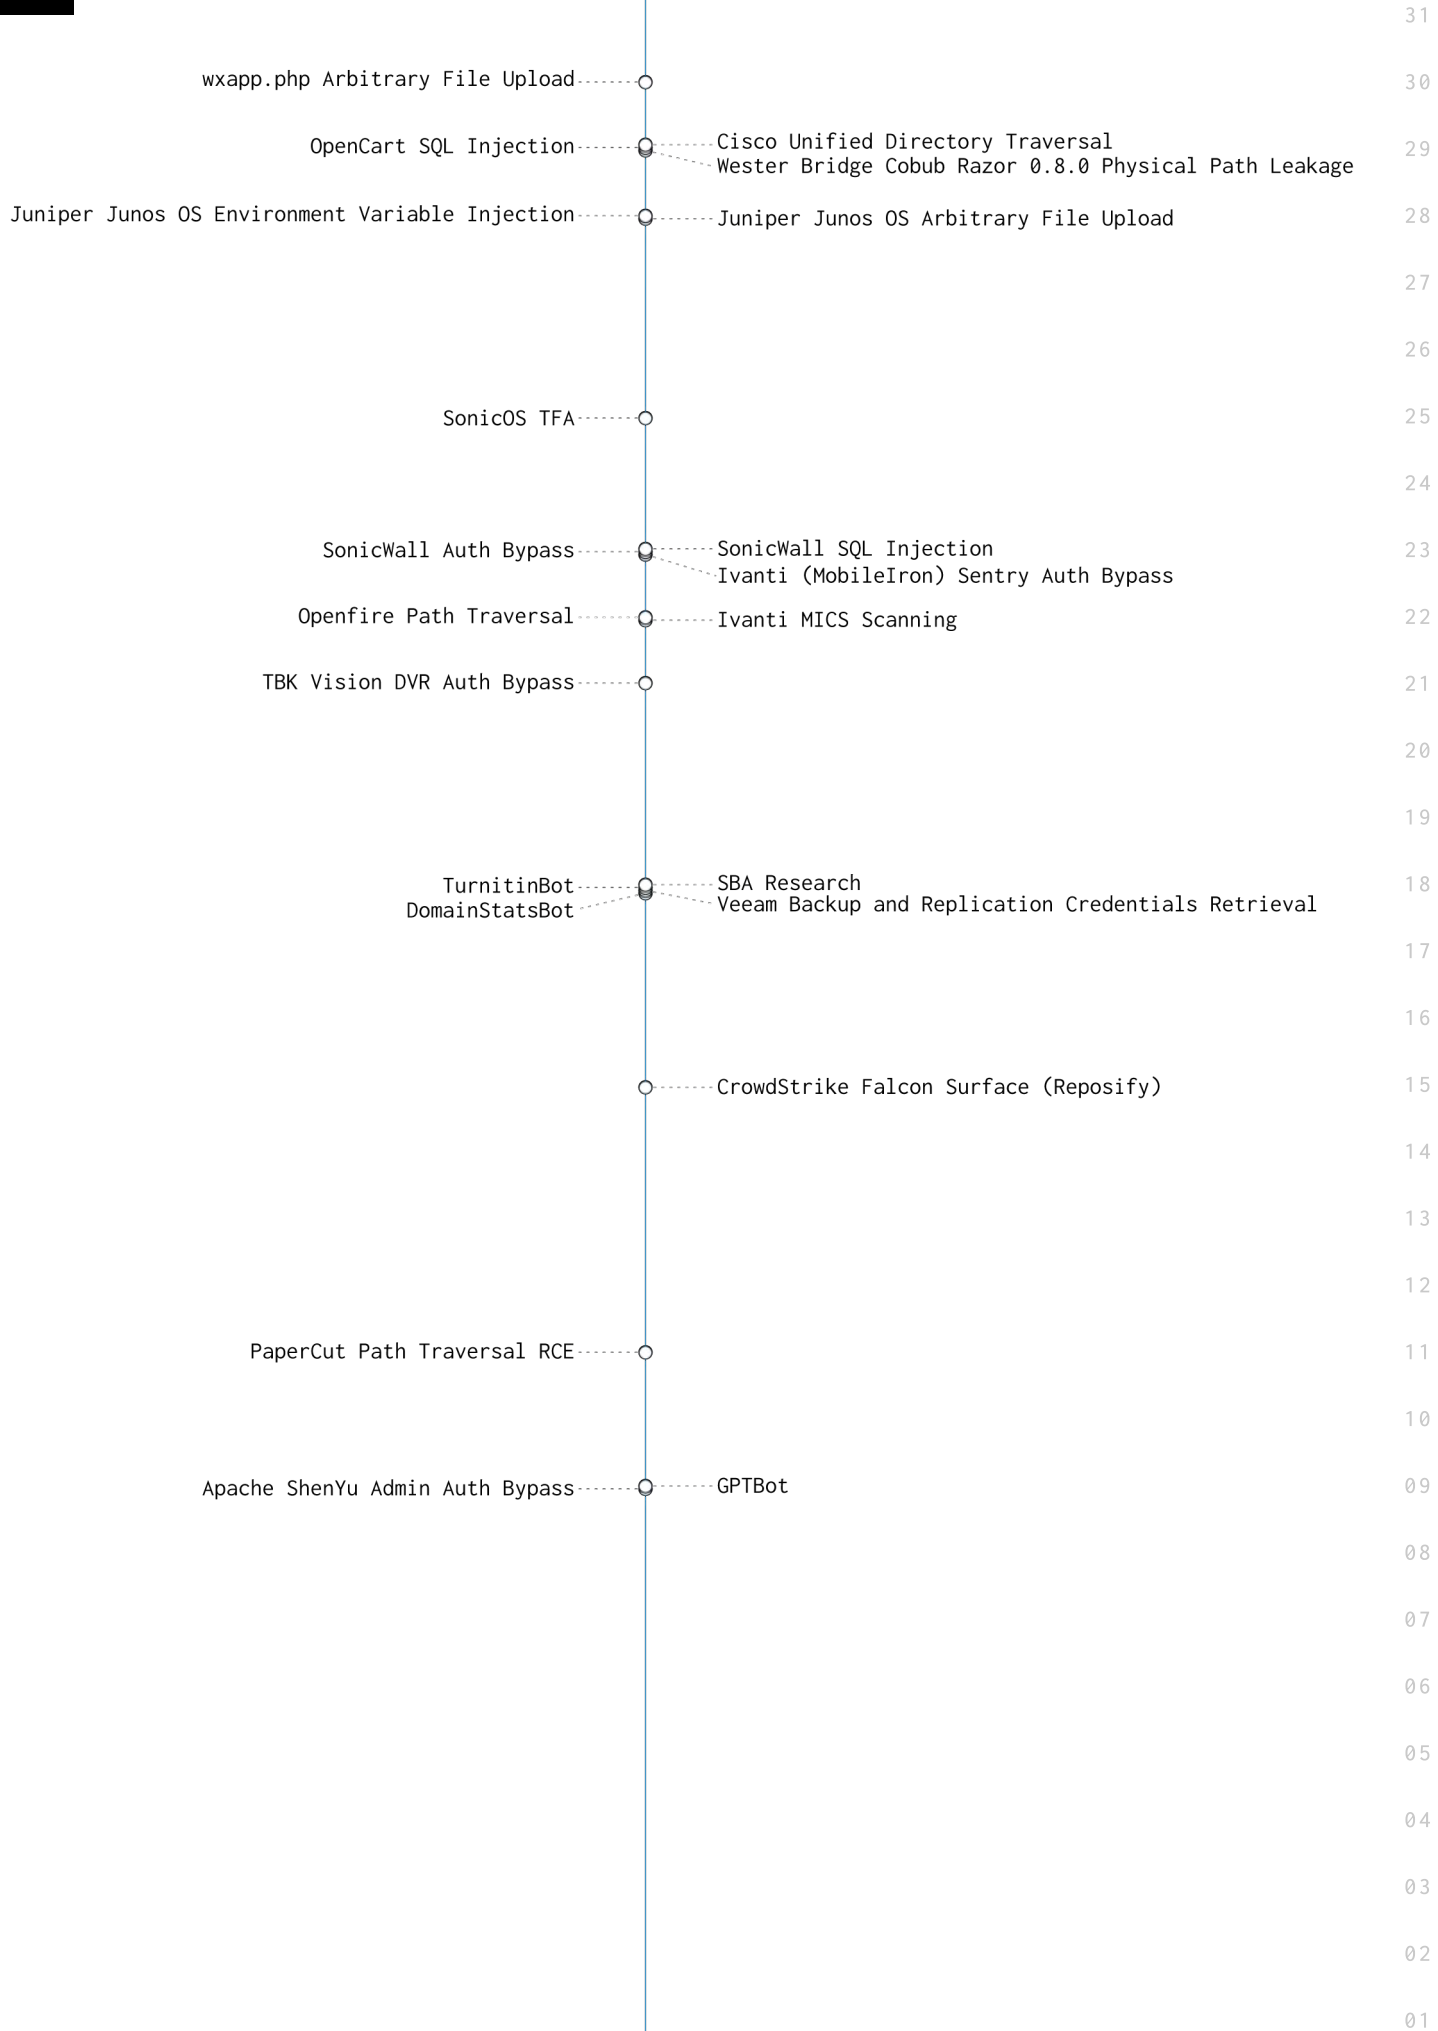 31
wxapp.php Arbitrary File Upload
30
OpenCart SQL Injection
Cisco Unified Directory Traversal
29
Wester Bridge Cobub Razor 0.8.0 Physical Path Leakage
Juniper Junos OS Environment Variable Injection
Juniper Junos OS Arbitrary File Upload
28
27
26
SonicOS TFA
25
24
SonicWall Auth Bypass
SonicWall SQL Injection
23
Ivanti (MobileIron) Sentry Auth Bypass
Openfire Path Traversal
Ivanti MICS Scanning
22
TBK Vision DVR Auth Bypass
21
20
19
TurnitinBot
SBA Research
18
DomainStatsBot
Veeam Backup and Replication Credentials Retrieval
17
16
CrowdStrike Falcon Surface (Reposify)
15
14
13
12
PaperCut Path Traversal RCE
11
10
Apache ShenYu Admin Auth Bypass
GPTBot
09
08
07
06
05
04
03
02
01